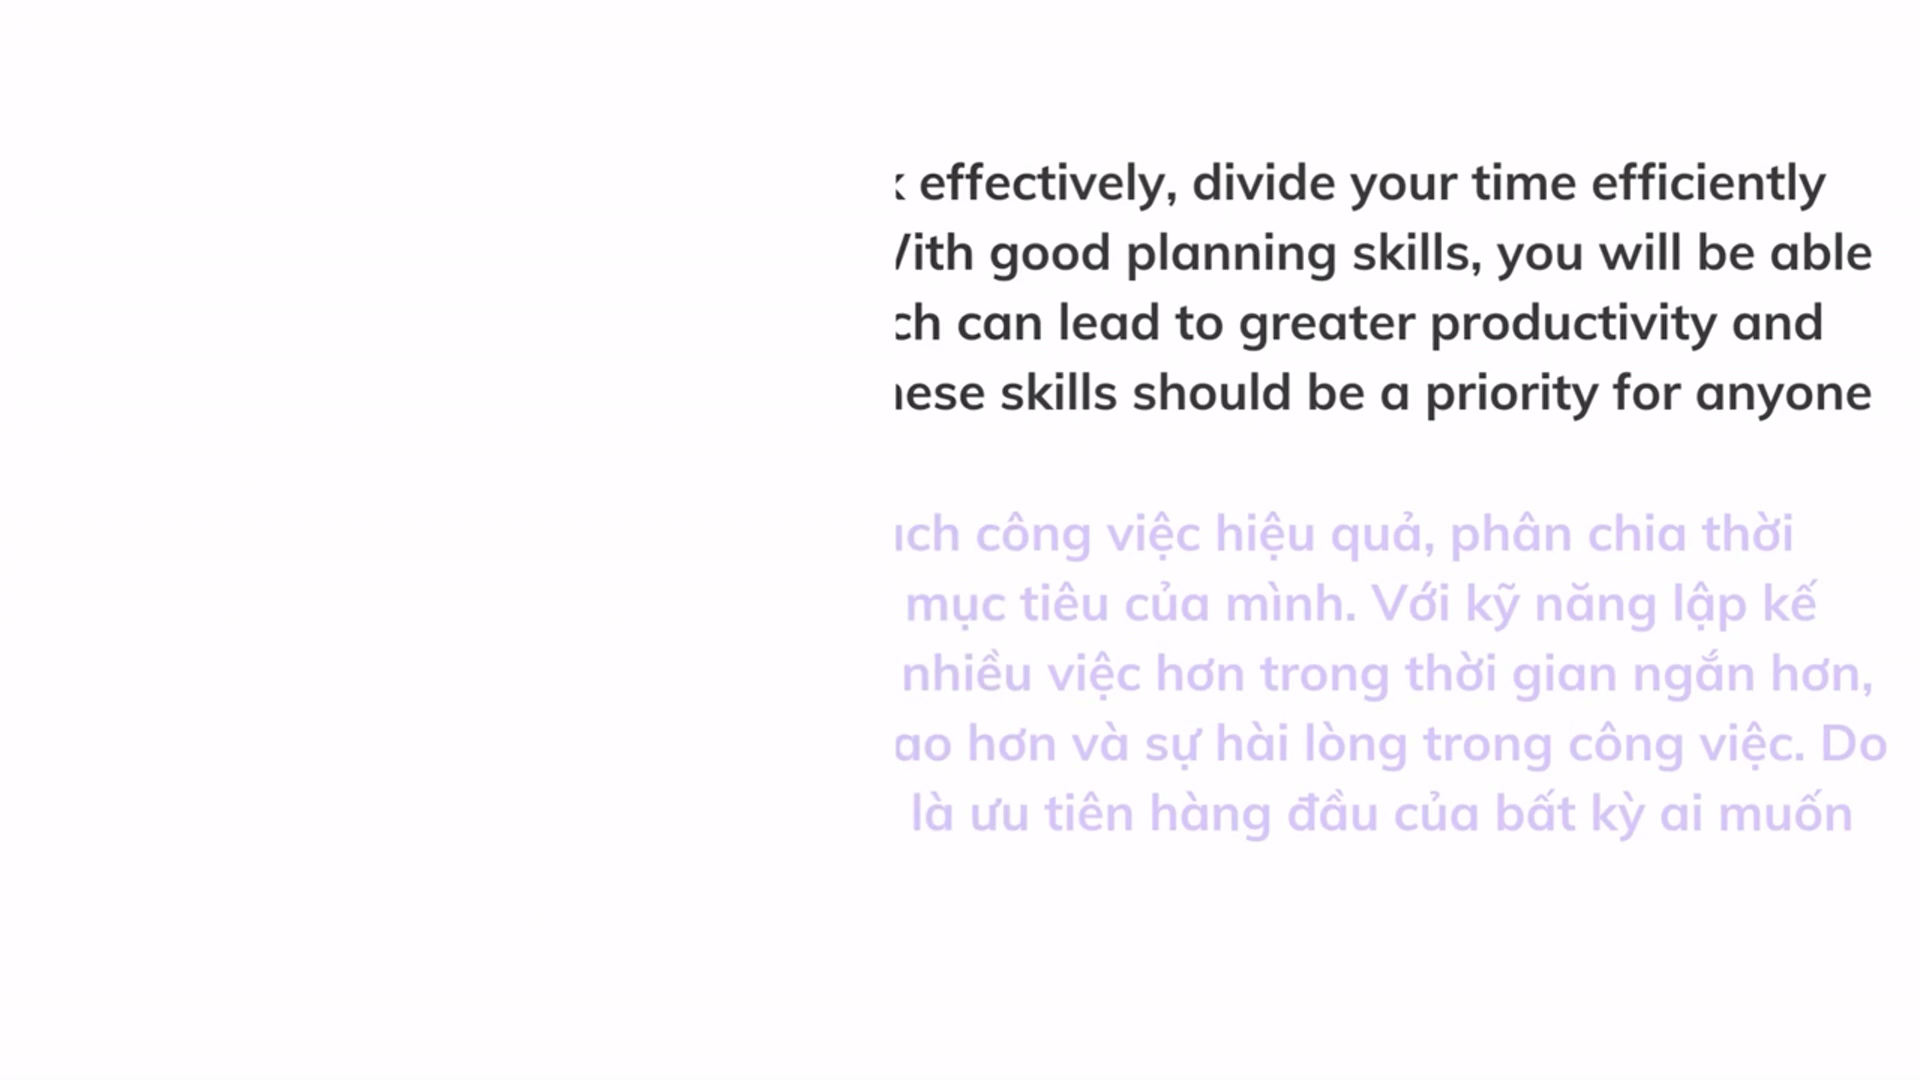 effectively, divide your time efficiently
good planning skills, you will be able
can lead to greater productivity and
skills should be a priority for anyone
công việc hiệu quả, phân chia thời
mục tiêu của mình. Với kỹ năng lập kế
nhiều việc hơn trong thời gian ngắn hơn,
hơn và sự hài lòng trong công việc. Do
là ưu tiên hàng đầu của bất kỳ ai muốn